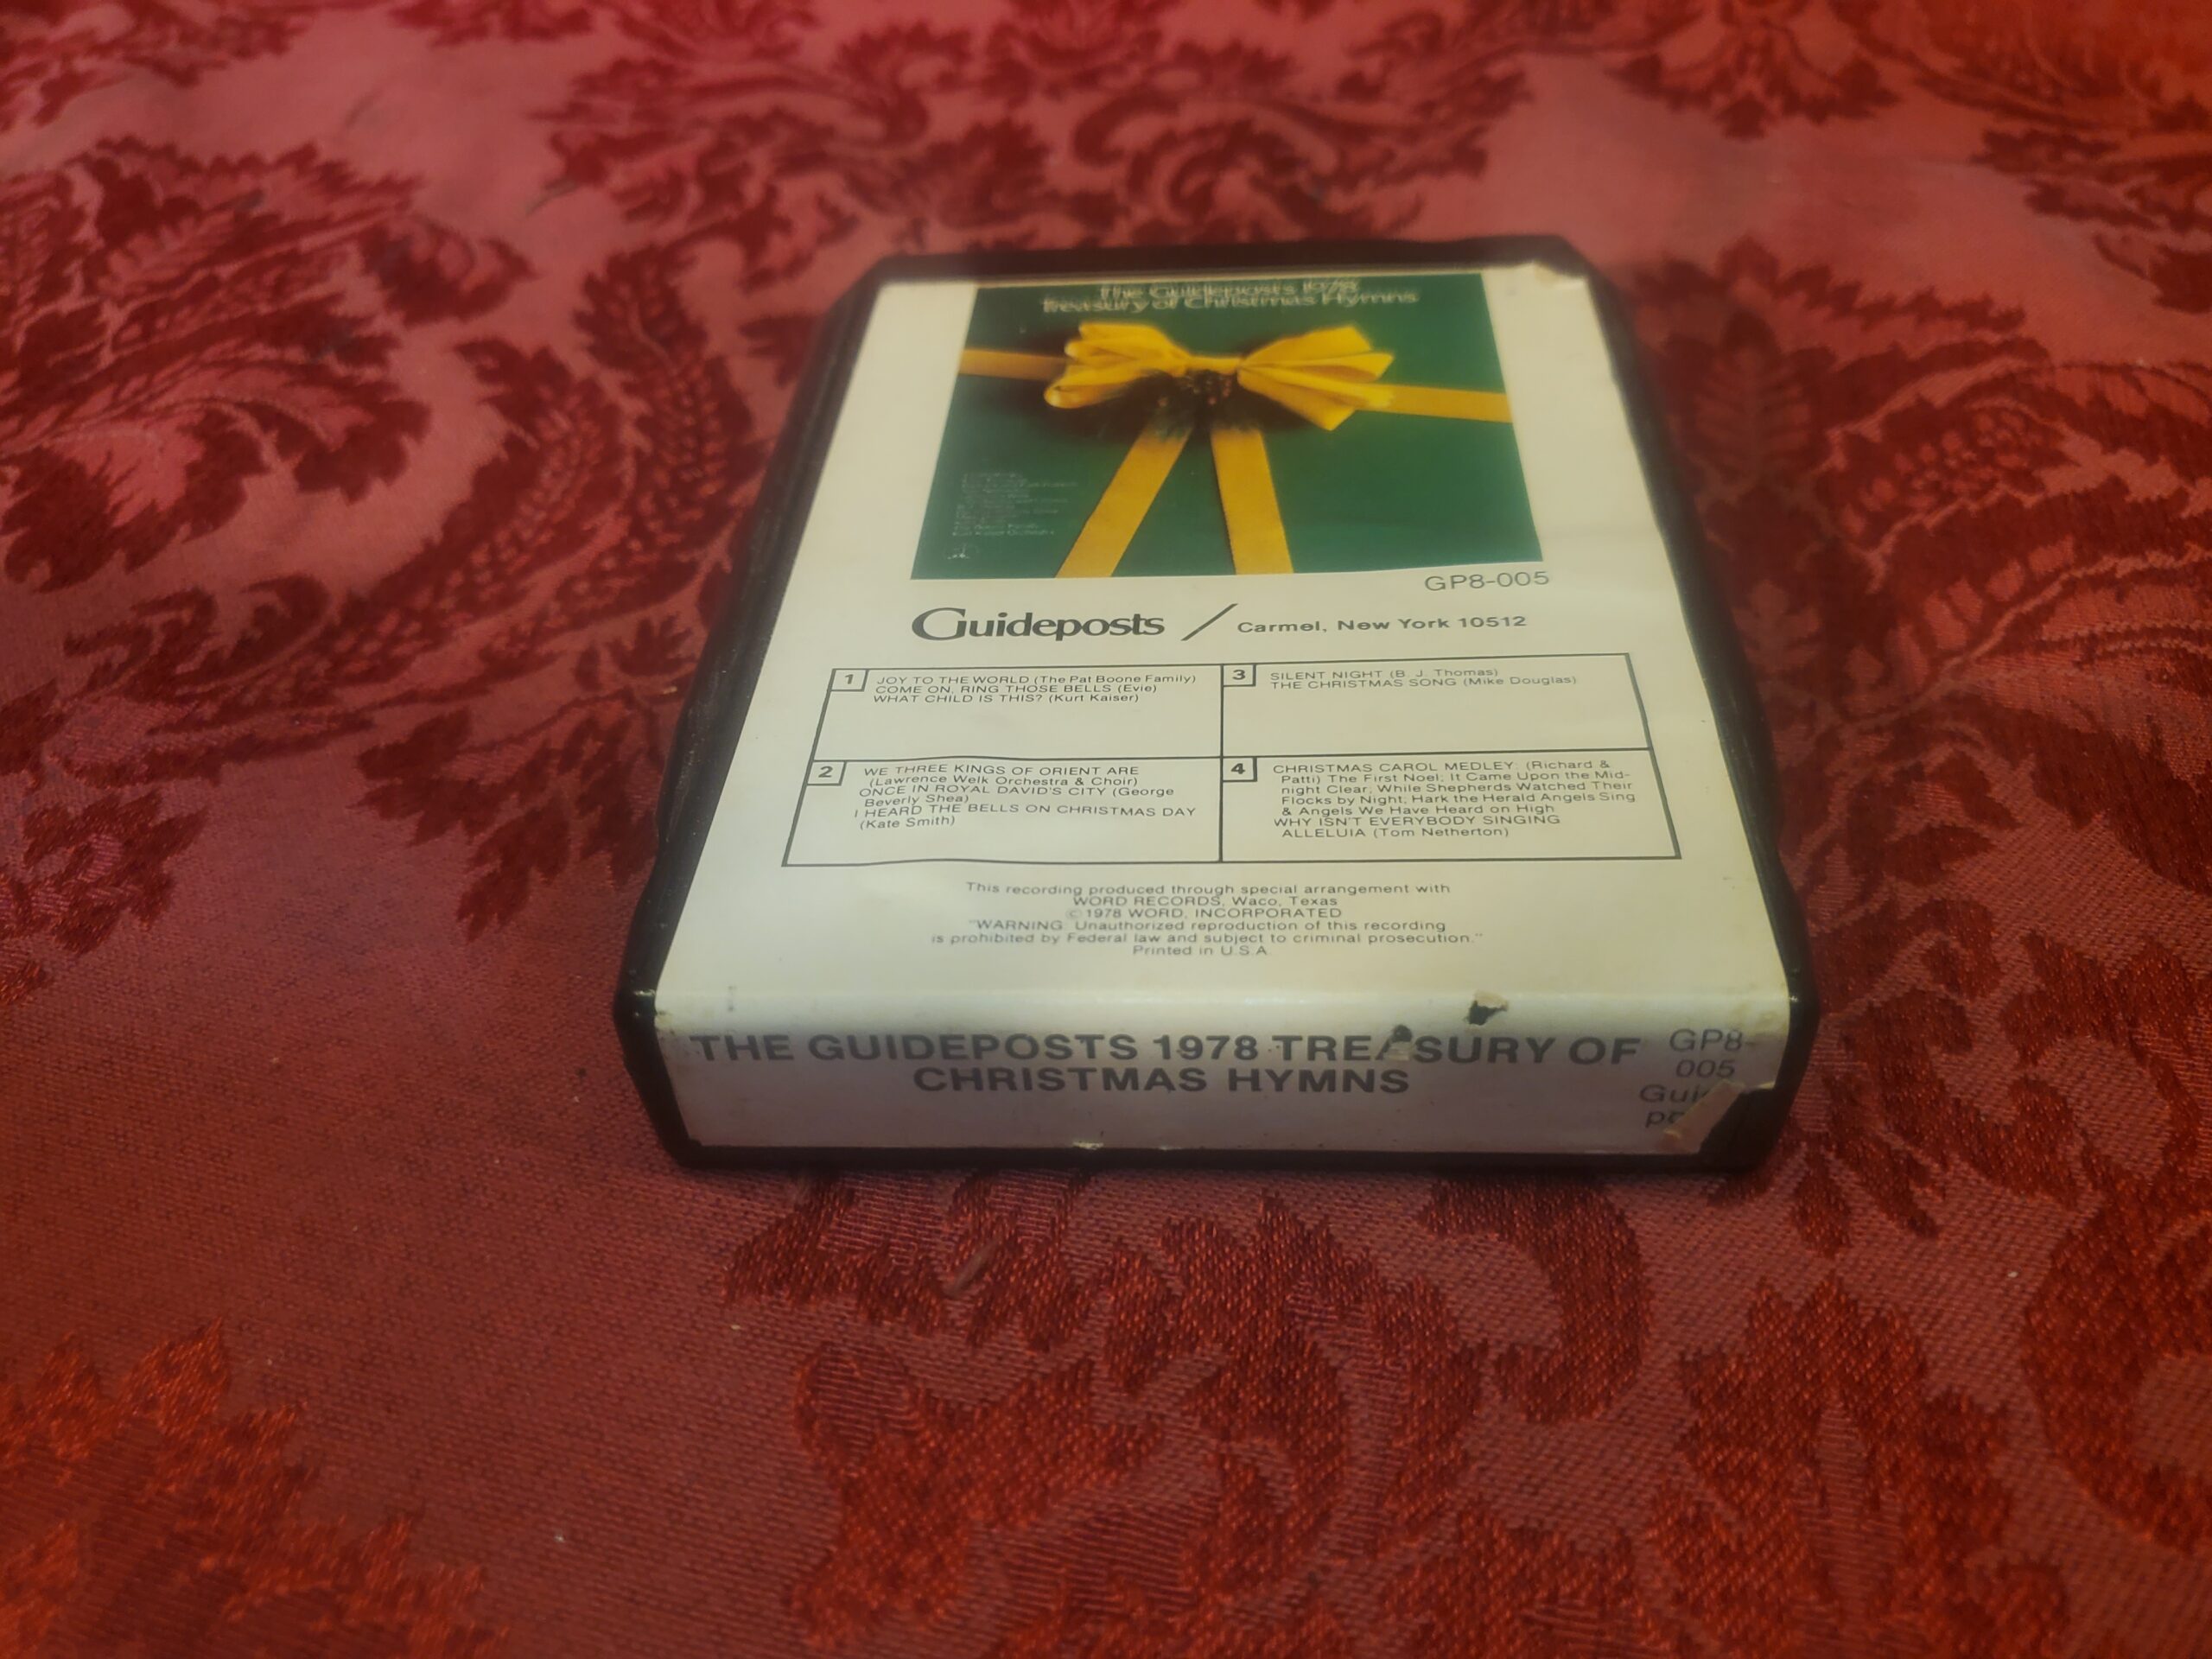 The Guideposts 1978
Treasury of Christmas Hymns
GP8-005
Guideposts / Carmel, New York 10512
1
JOY TO THE WORLD (The Pat Boone Family)
COME ON, RING THOSE BELLS (Evie)
WHAT CHILD IS THIS? (Kurt Kaiser)
2
WE THREE KINGS OF ORIENT ARE
(Lawrence Welk Orchestra & Choir)
ONCE IN ROYAL DAVID'S CITY (George
Beverly Shea)
I HEARD THE BELLS ON CHRISTMAS DAY
(Kate Smith)
3
SILENT NIGHT (B. J. Thomas)
THE CHRISTMAS SONG (Mike Douglas)
4
CHRISTMAS CAROL MEDLEY: (Richard &
Patti) The First Noel; It Came Upon the Mid-
night Clear, While Shepherds Watched Their
Flocks by Night, Hark the Herald Angels Sing
& Angels We Have Heard on High
WHY ISN'T EVERYBODY SINGING
ALLELUIA (Tom Netherton)
This recording produced through special arrangement with
WORD RECORDS, Waco, Texas
©1978 WORD, INCORPORATED
"WARNING: Unauthorized reproduction of this recording
is prohibited by Federal law and subject to criminal prosecution."
Printed in U.S.A.
THE GUIDEPOSTS 1978 TREASURY OF
CHRISTMAS HYMNS
GP8-
005